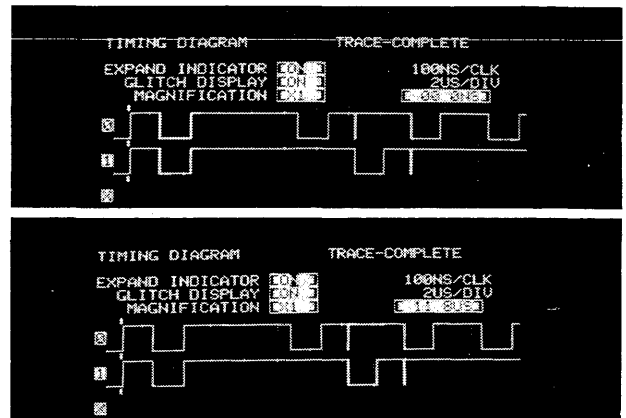 TIMING DIAGRAM TRACE-COMPLETE
EXPAND INDICATOR [ON] 100NS/CLK
GLITCH DISPLAY [ON] 2US/DIV
MAGNIFICATION [X1]
0
1
TIMING DIAGRAM TRACE-COMPLETE
EXPAND INDICATOR [ON] 100NS/CLK
GLITCH DISPLAY [ON] 2US/DIV
MAGNIFICATION [X1]
0
1